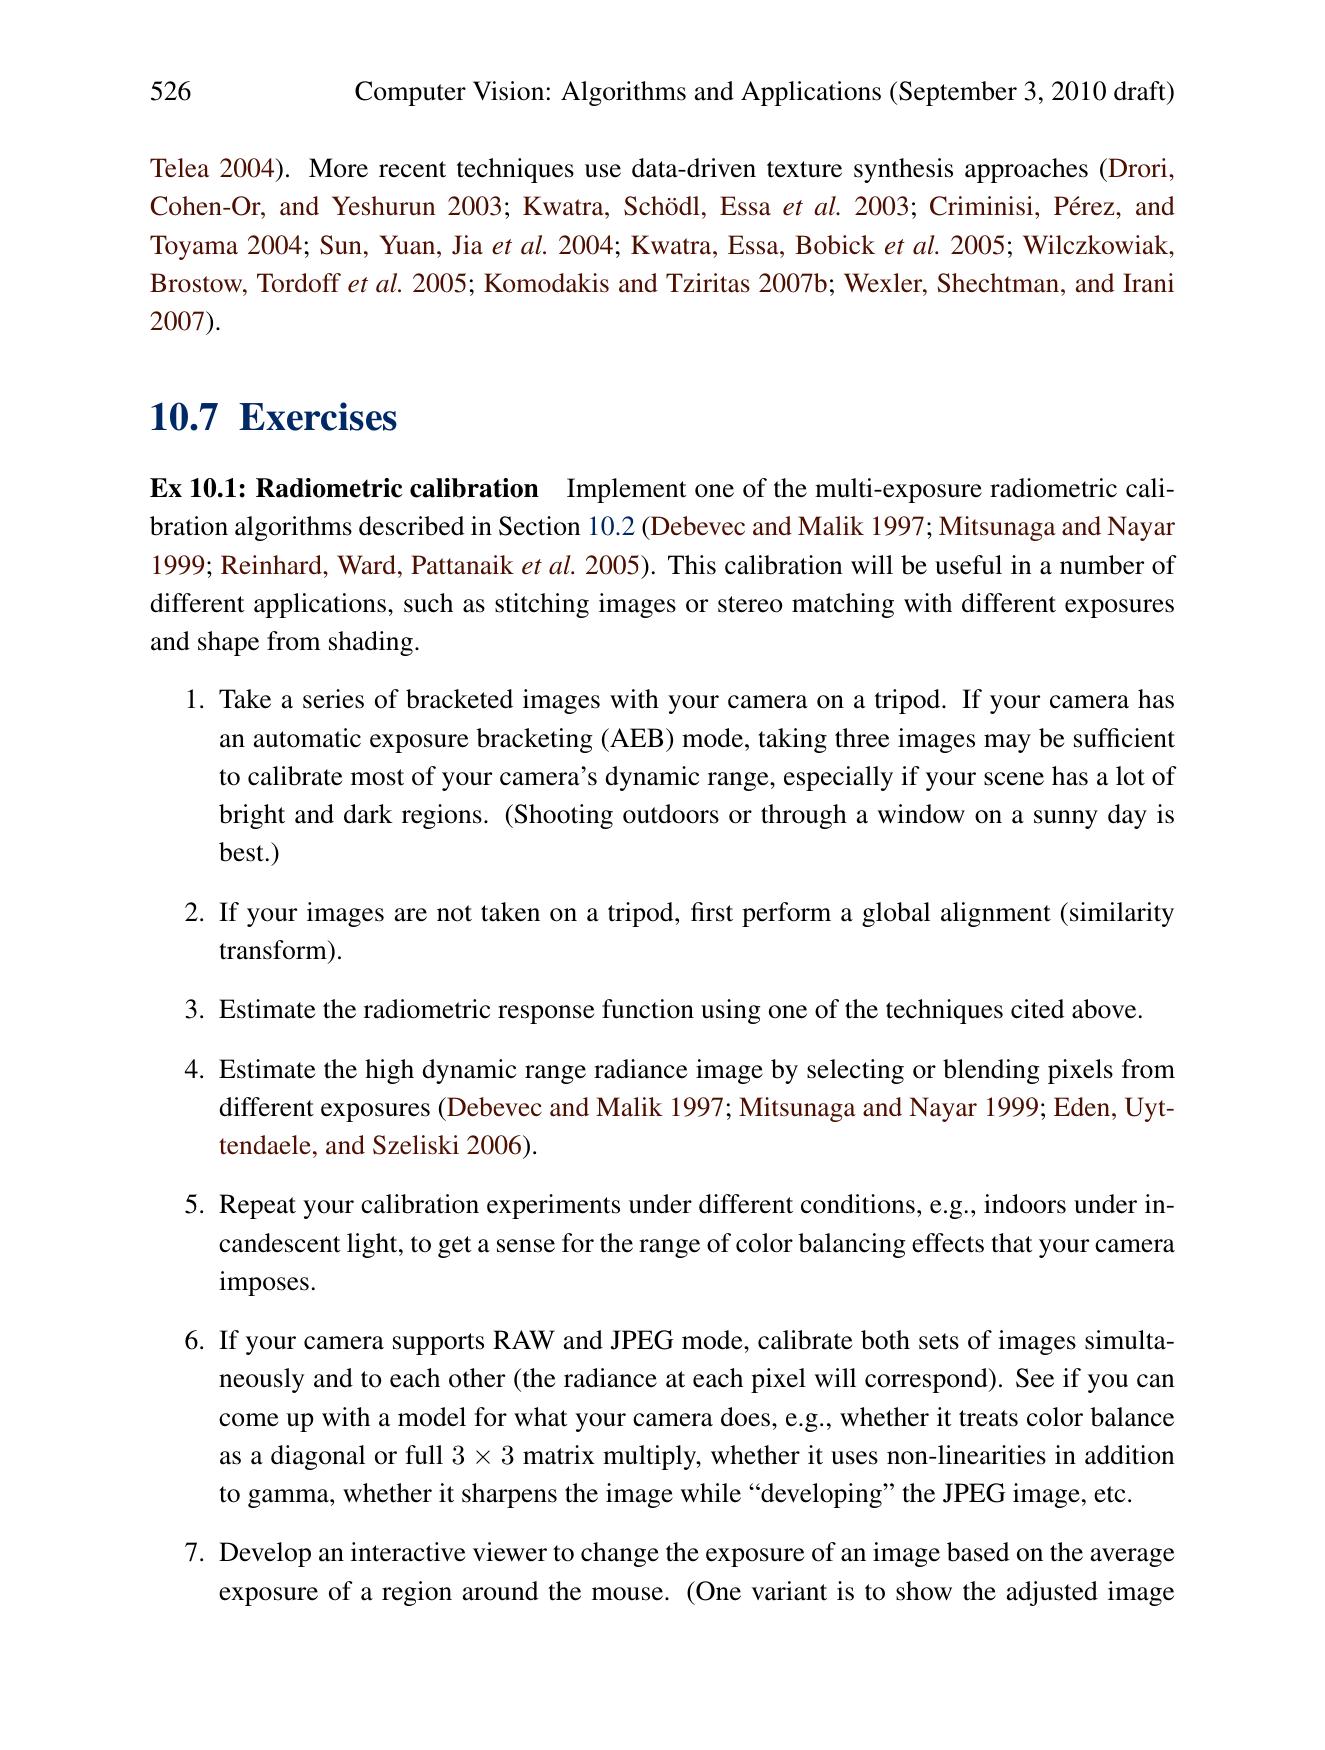 526 Computer Vision: Algorithms and Applications (September 3, 2010 draft)
Telea 2004). More recent techniques use data-driven texture synthesis approaches (Drori,
Cohen-Or, and Yeshurun 2003; Kwatra, Schödl, Essa et al. 2003; Criminisi, Pérez, and
Toyama 2004; Sun, Yuan, Jia et al. 2004; Kwatra, Essa, Bobick et al. 2005; Wilczkowiak,
Brostow, Tordoff et al. 2005; Komodakis and Tziritas 2007b; Wexler, Shechtman, and Irani
2007).
10.7 Exercises
Ex 10.1: Radiometric calibration Implement one of the multi-exposure radiometric cali-
bration algorithms described in Section 10.2 (Debevec and Malik 1997; Mitsunaga and Nayar
1999; Reinhard, Ward, Pattanaik et al. 2005). This calibration will be useful in a number of
different applications, such as stitching images or stereo matching with different exposures
and shape from shading.
1. Take a series of bracketed images with your camera on a tripod. If your camera has
an automatic exposure bracketing (AEB) mode, taking three images may be sufficient
to calibrate most of your camera’s dynamic range, especially if your scene has a lot of
bright and dark regions. (Shooting outdoors or through a window on a sunny day is
best.)
2. If your images are not taken on a tripod, first perform a global alignment (similarity
transform).
3. Estimate the radiometric response function using one of the techniques cited above.
4. Estimate the high dynamic range radiance image by selecting or blending pixels from
different exposures (Debevec and Malik 1997; Mitsunaga and Nayar 1999; Eden, Uyt-
tendaele, and Szeliski 2006).
5. Repeat your calibration experiments under different conditions, e.g., indoors under in-
candescent light, to get a sense for the range of color balancing effects that your camera
imposes.
6. If your camera supports RAW and JPEG mode, calibrate both sets of images simulta-
neously and to each other (the radiance at each pixel will correspond). See if you can
come up with a model for what your camera does, e.g., whether it treats color balance
as a diagonal or full 3 × 3 matrix multiply, whether it uses non-linearities in addition
to gamma, whether it sharpens the image while “developing” the JPEG image, etc.
7. Develop an interactive viewer to change the exposure of an image based on the average
exposure of a region around the mouse. (One variant is to show the adjusted image